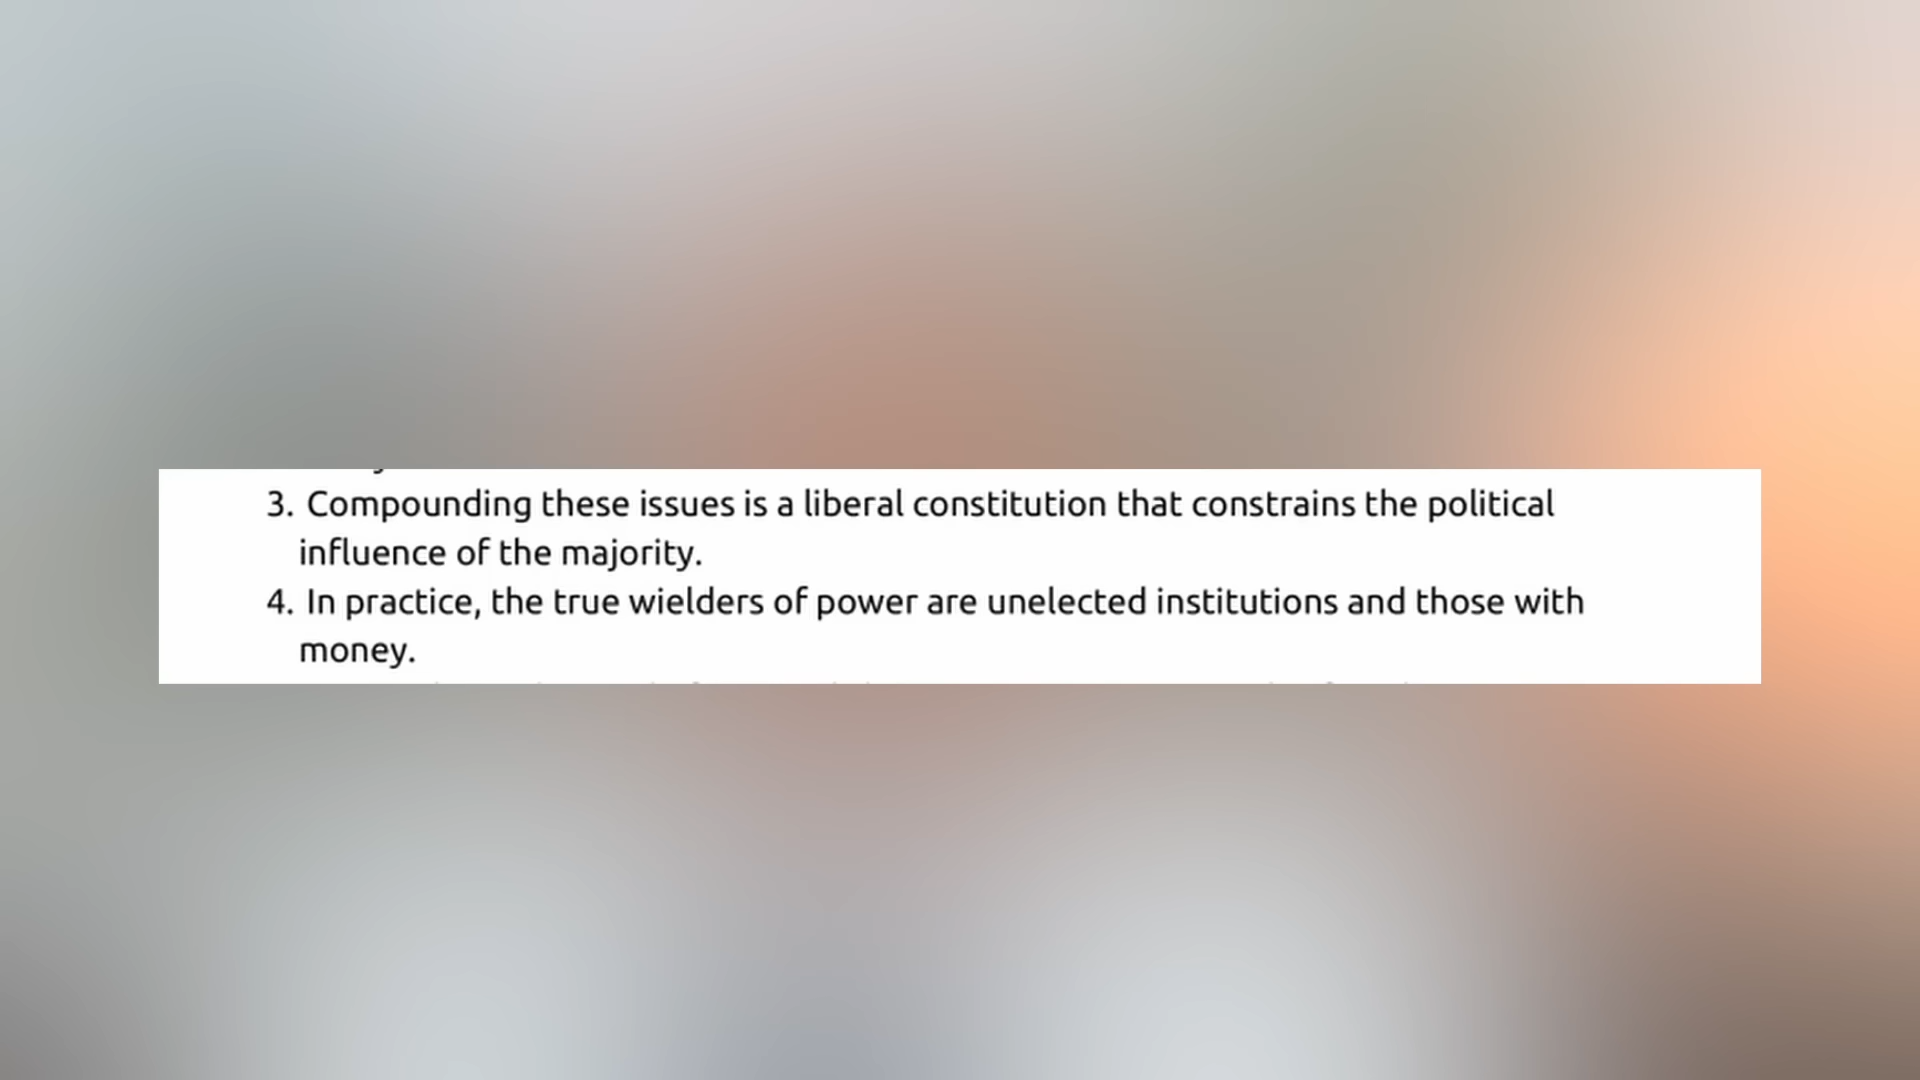 3. Compounding these issues is a liberal constitution that constrains the political
influence of the majority.
4. In practice, the true wielders of power are unelected institutions and those with
money.